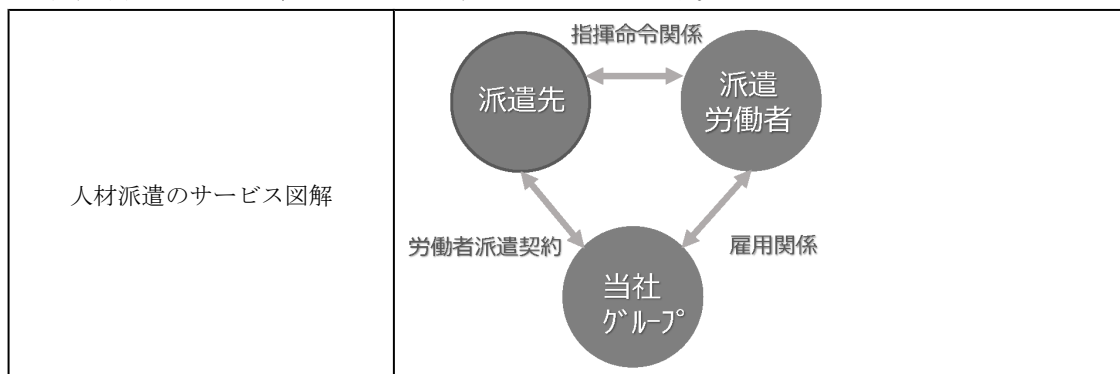 人材派遣のサービス図解
指揮命令関係
派遣先
派遣
労働者
労働者派遣契約
雇用関係
当社
ｸﾞﾙｰﾌﾟ